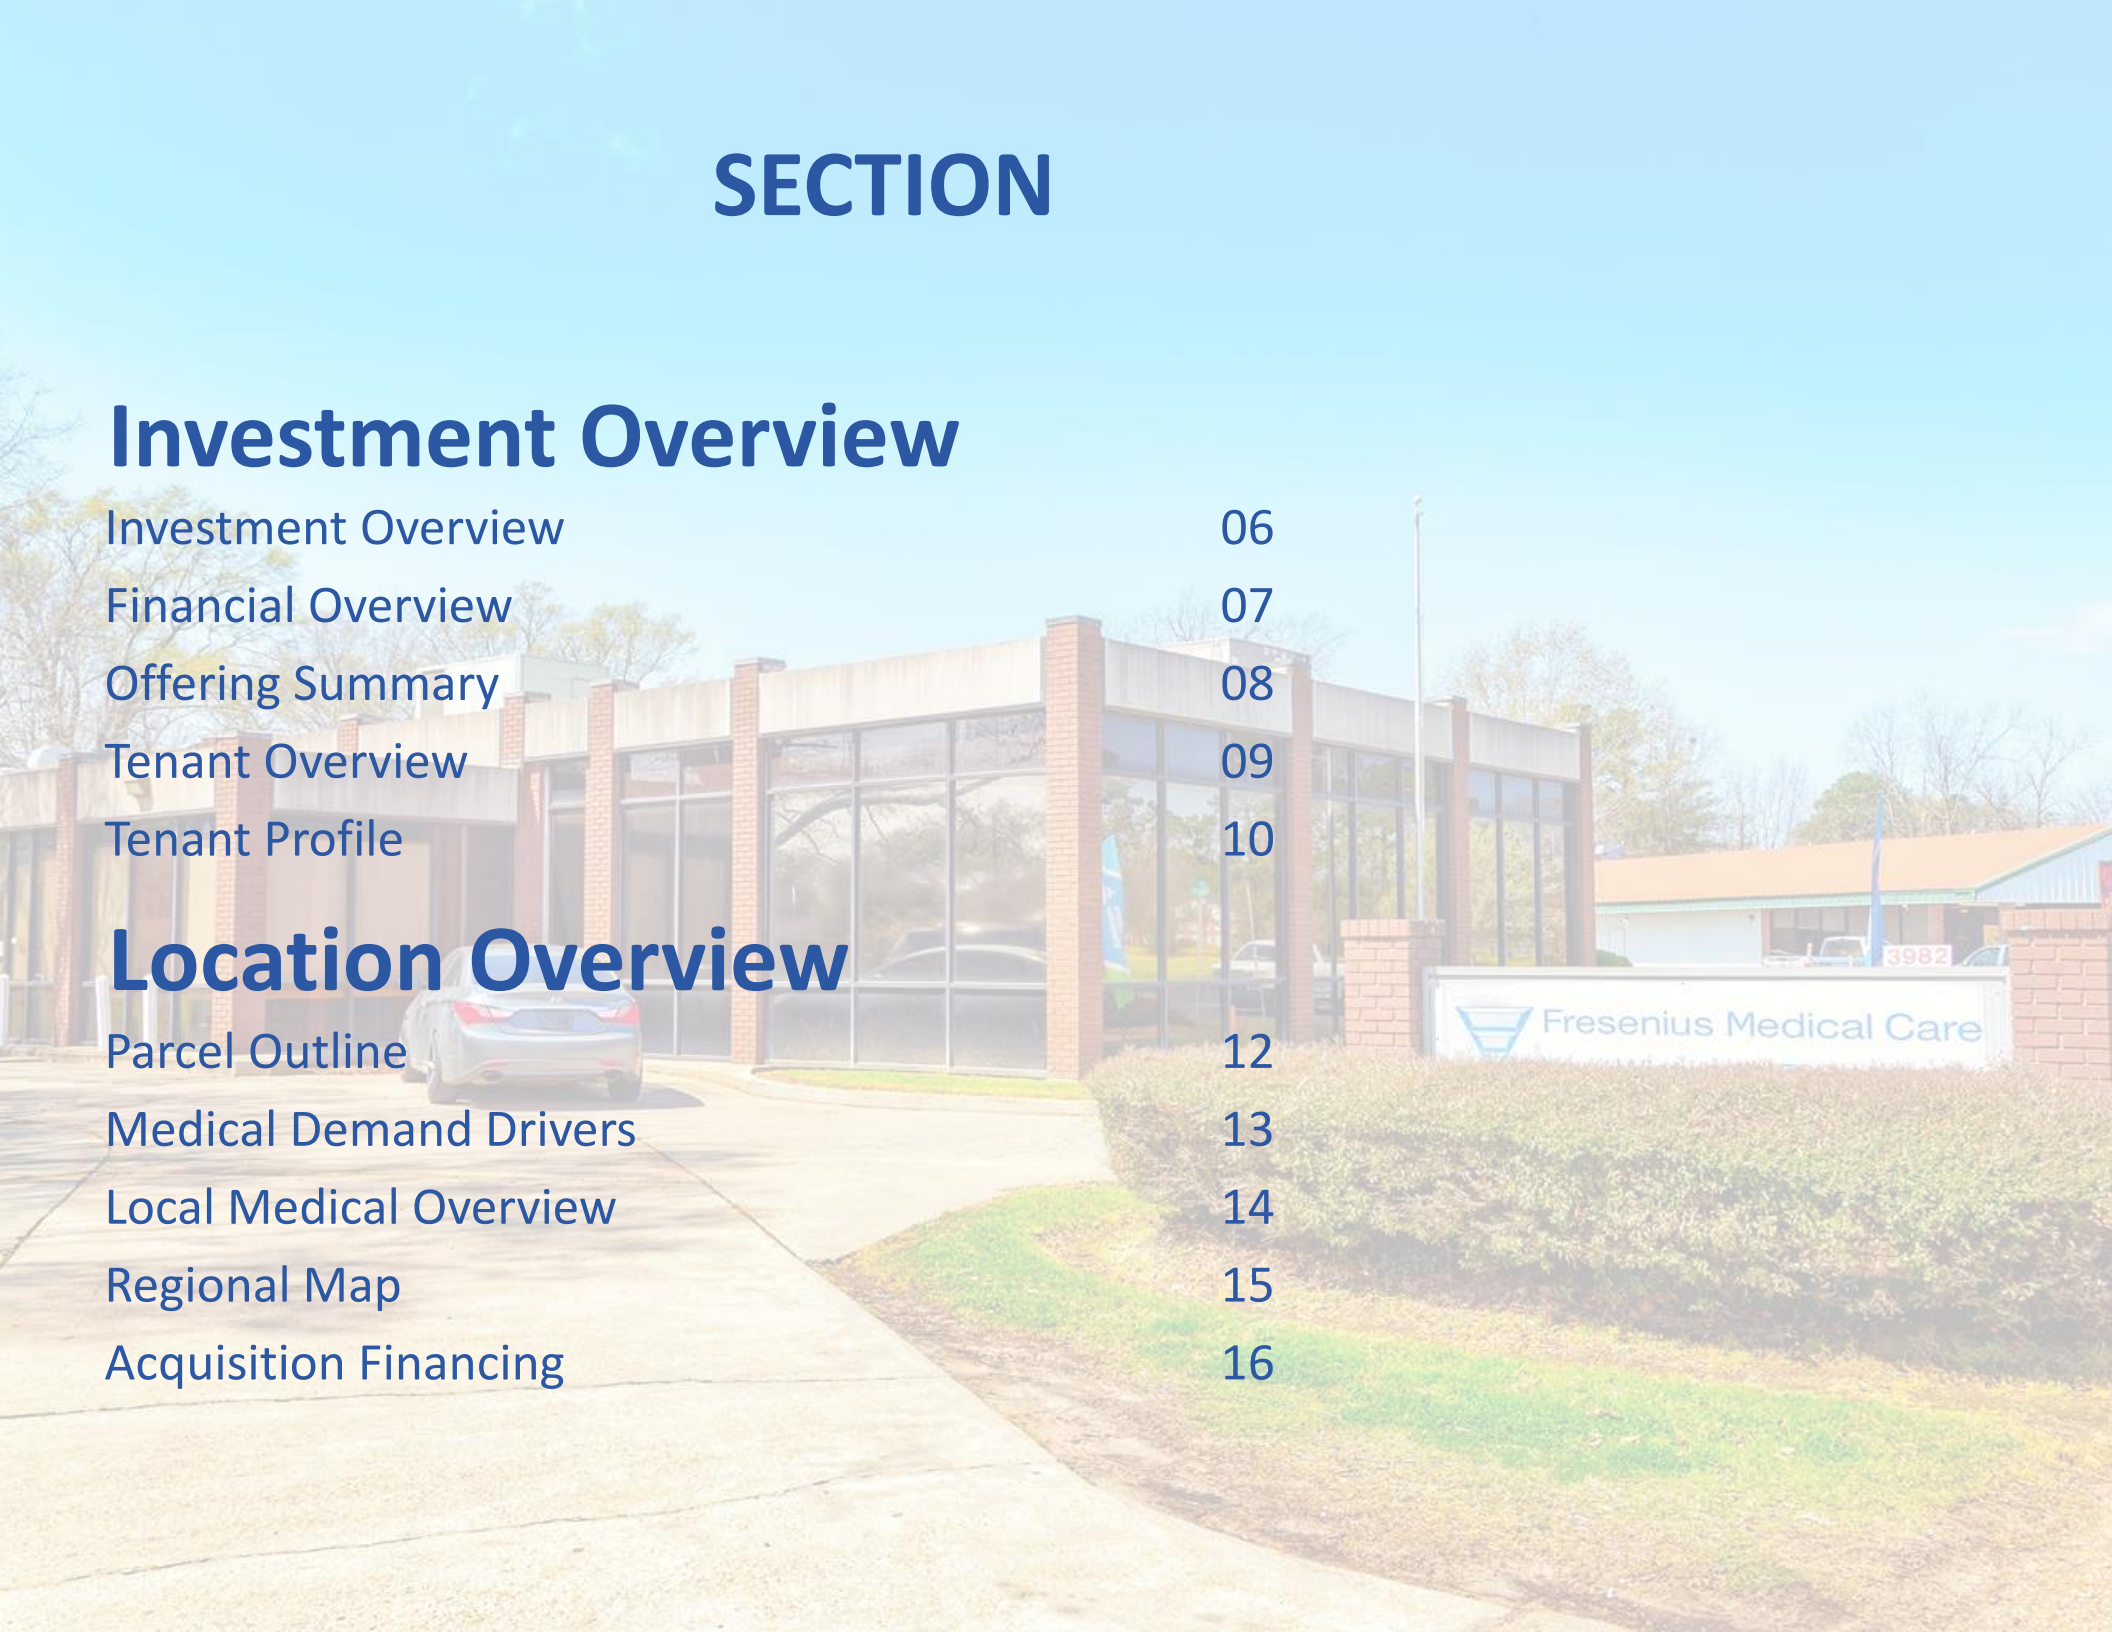 SECTION
Investment Overview
Investment Overview 06
Financial Overview 07
Offering Summary 08
Tenant Overview 09
Tenant Profile 10
Location Overview
3982
Fresenius Medical Care
Parcel Outline 12
Medical Demand Drivers 13
Local Medical Overview 14
Regional Map 15
Acquisition Financing 16